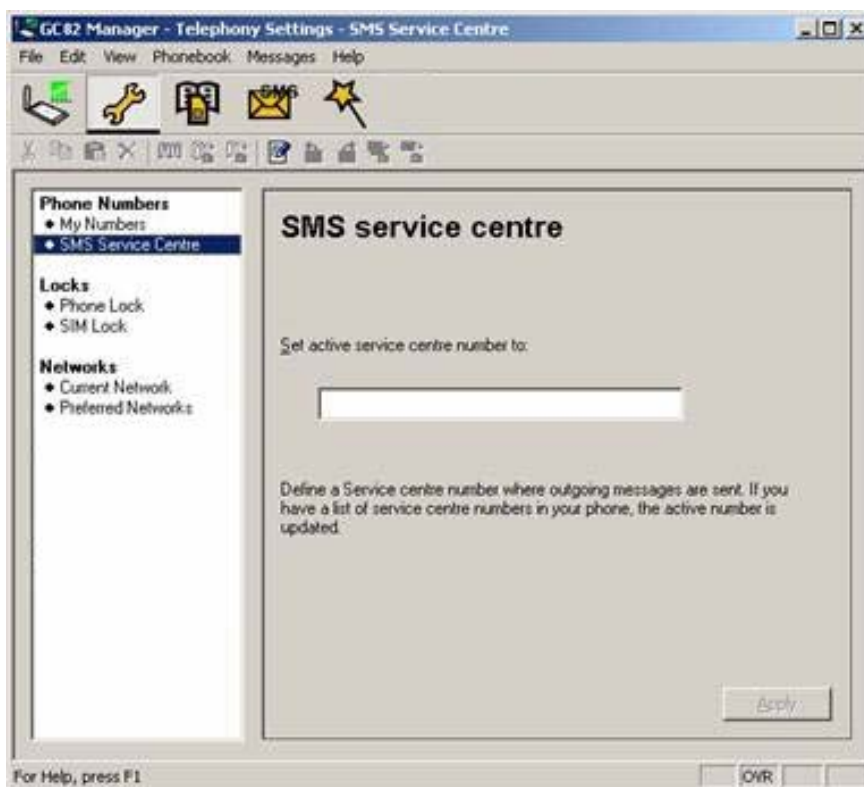 GC82 Manager - Telephony Settings - SMS Service Centre
File Edit View Phonebook Messages Help
SMS
Phone Numbers
My Numbers
SMS Service Centre
Locks
Phone Lock
SIM Lock
Networks
Current Network
Preferred Networks
SMS service centre
Set active service centre number to:
Define a Service centre number where outgoing messages are sent. If you
have a list of service centre numbers in your phone, the active number is
updated.
Apply
For Help, press F1
OVR